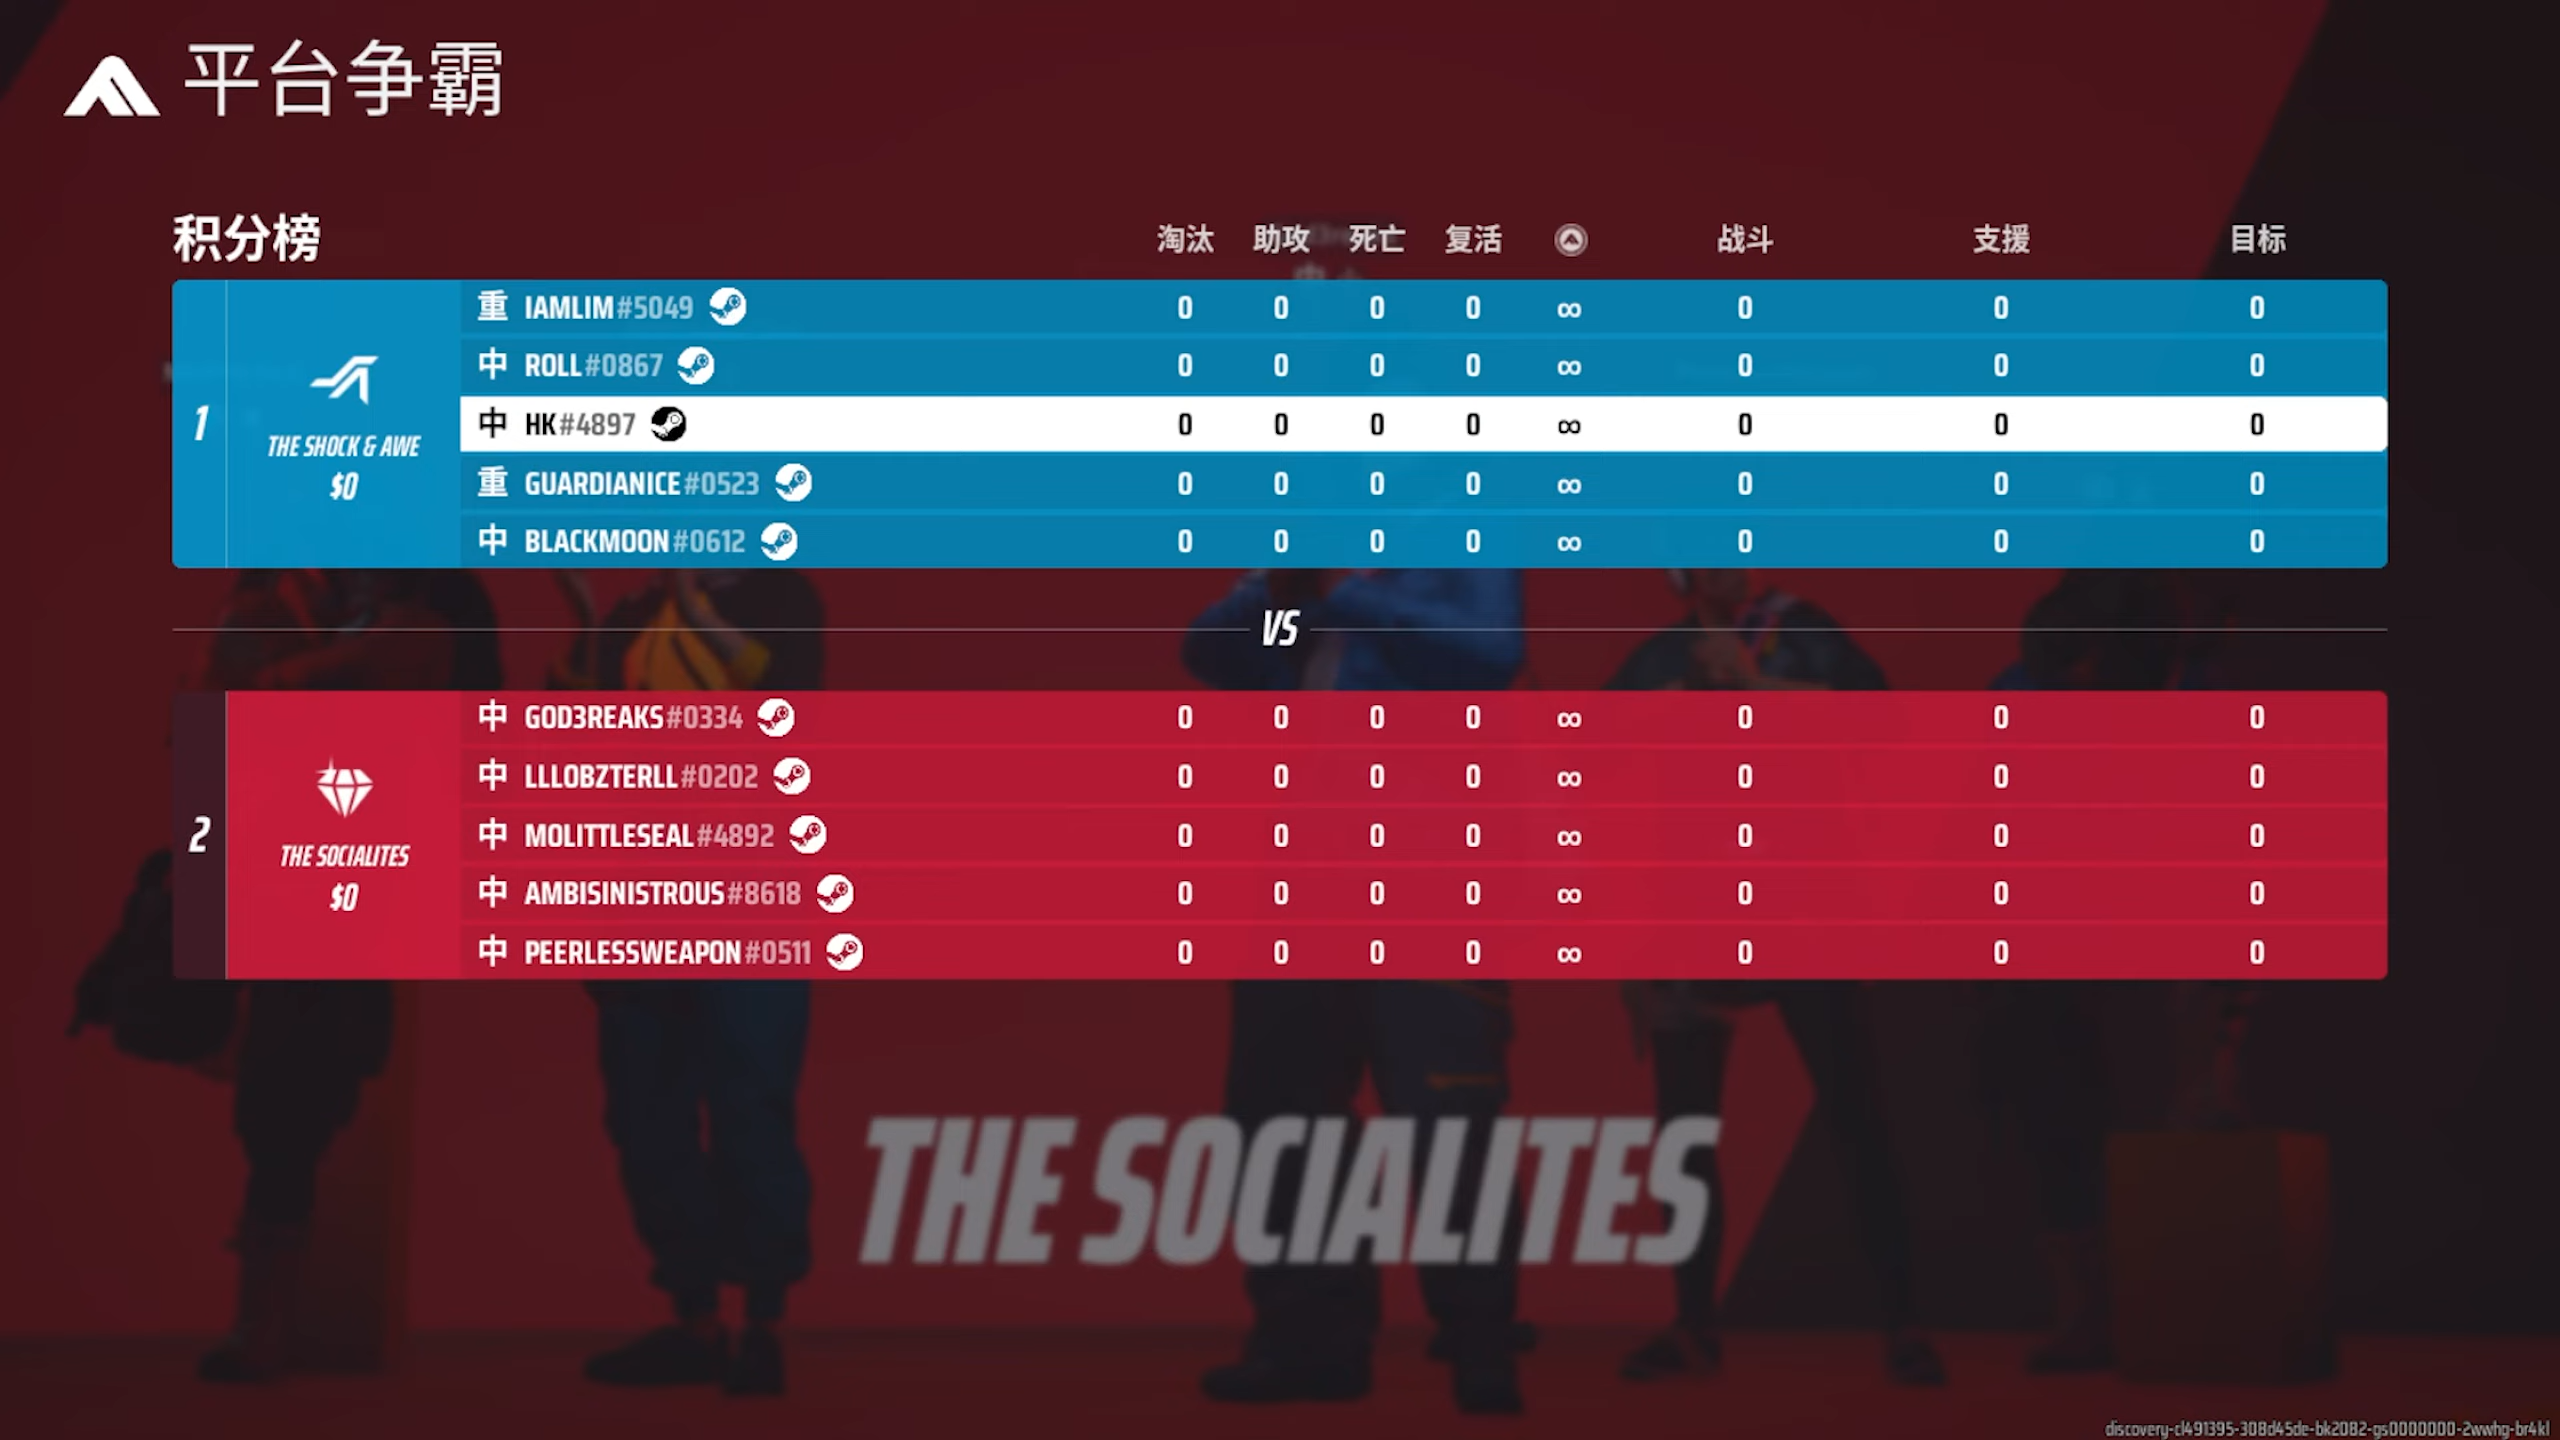 平台争霸
积分榜 淘汰 助攻 死亡 复活 战斗 支援 目标
1
THE SHOCK & AWE
$0
重 IAMLIM#5049 0 0 0 0 ∞ 0 0 0
中 ROLL#0867 0 0 0 0 ∞ 0 0 0
中 HK#4897 0 0 0 0 ∞ 0 0 0
重 GUARDIANICE#0523 0 0 0 0 ∞ 0 0 0
中 BLACKMOON#0612 0 0 0 0 ∞ 0 0 0
VS
2
THE SOCIALITES
$0
中 GOD3REAKS#0334 0 0 0 0 ∞ 0 0 0
中 LLLOBZTERLL#0202 0 0 0 0 ∞ 0 0 0
中 MOLITTLESEAL#4892 0 0 0 0 ∞ 0 0 0
中 AMBISINISTROUS#8618 0 0 0 0 ∞ 0 0 0
中 PEERLESSWEAPON#0511 0 0 0 0 ∞ 0 0 0
THE SOCIALITES
discovery-cl491395-308d45de-bk2082-gs0000000-2wwhg-br4kl